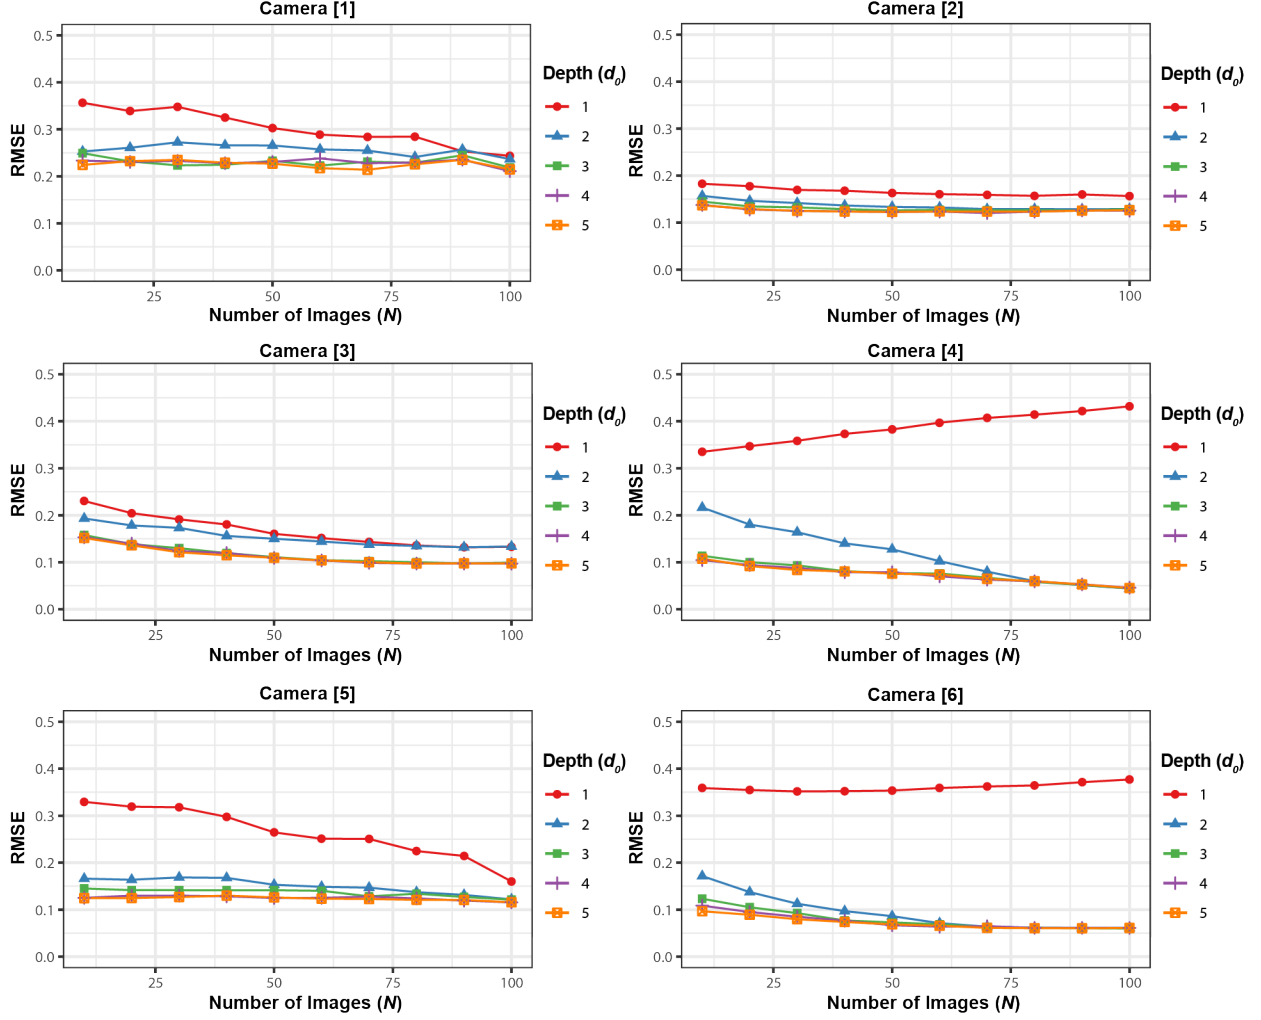 Camera [1]
RMSE
0.5
0.4
0.3
0.2
0.1
0.0
25 50 75 100
Number of Images (N)
Depth (d₀)
1
2
3
4
5
Camera [2]
RMSE
0.5
0.4
0.3
0.2
0.1
0.0
25 50 75 100
Number of Images (N)
Depth (d₀)
1
2
3
4
5
Camera [3]
RMSE
0.5
0.4
0.3
0.2
0.1
0.0
25 50 75 100
Number of Images (N)
Depth (d₀)
1
2
3
4
5
Camera [4]
RMSE
0.5
0.4
0.3
0.2
0.1
0.0
25 50 75 100
Number of Images (N)
Depth (d₀)
1
2
3
4
5
Camera [5]
RMSE
0.5
0.4
0.3
0.2
0.1
0.0
25 50 75 100
Number of Images (N)
Depth (d₀)
1
2
3
4
5
Camera [6]
RMSE
0.5
0.4
0.3
0.2
0.1
0.0
25 50 75 100
Number of Images (N)
Depth (d₀)
1
2
3
4
5